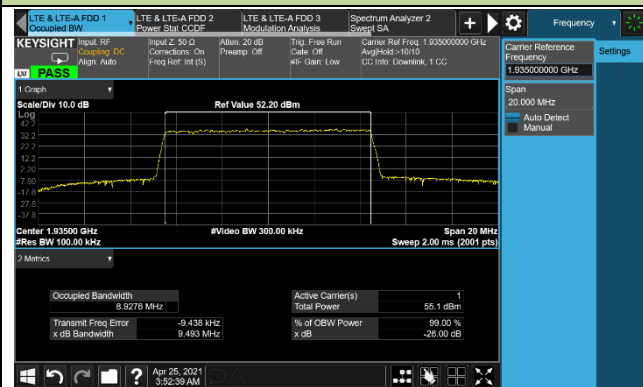 LTE & LTE-A FDD 1
Occupied BW
LTE & LTE-A FDD 2
Power Stat CCDF
LTE & LTE-A FDD 3
Modulation Analysis
Spectrum Analyzer 2
Swept SA
Frequency
KEYSIGHT
Input: RF
Coupling: DC
Align: Auto
Input Z: 50 Ω
Corrections: On
Freq Ref: Int (S)
Atten: 20 dB
Preamp: Off
Trig: Free Run
Gate: Off
#IF Gain: Low
Carrier Ref Freq: 1.935000000 GHz
Avg|Hold:>10/10
CC Info: Downlink, 1 CC
LXI
PASS
Carrier Reference
Frequency
1.935000000 GHz
Settings
Span
20.000 MHz
Auto Detect
Manual
1 Graph
Scale/Div 10.0 dB
Ref Value 52.20 dBm
Log
42.2
32.2
22.2
12.2
2.20
-7.80
-17.8
-27.8
-37.8
Center 1.93500 GHz
#Video BW 300.00 kHz
Span 20 MHz
#Res BW 100.00 kHz
Sweep 2.00 ms (2001 pts)
2 Metrics
Occupied Bandwidth
8.9276 MHz
Active Carrier(s) 1
Total Power 55.1 dBm
Transmit Freq Error -9.438 kHz
x dB Bandwidth 9.493 MHz
% of OBW Power 99.00 %
x dB -26.00 dB
?
Apr 25, 2021
3:52:39 AM